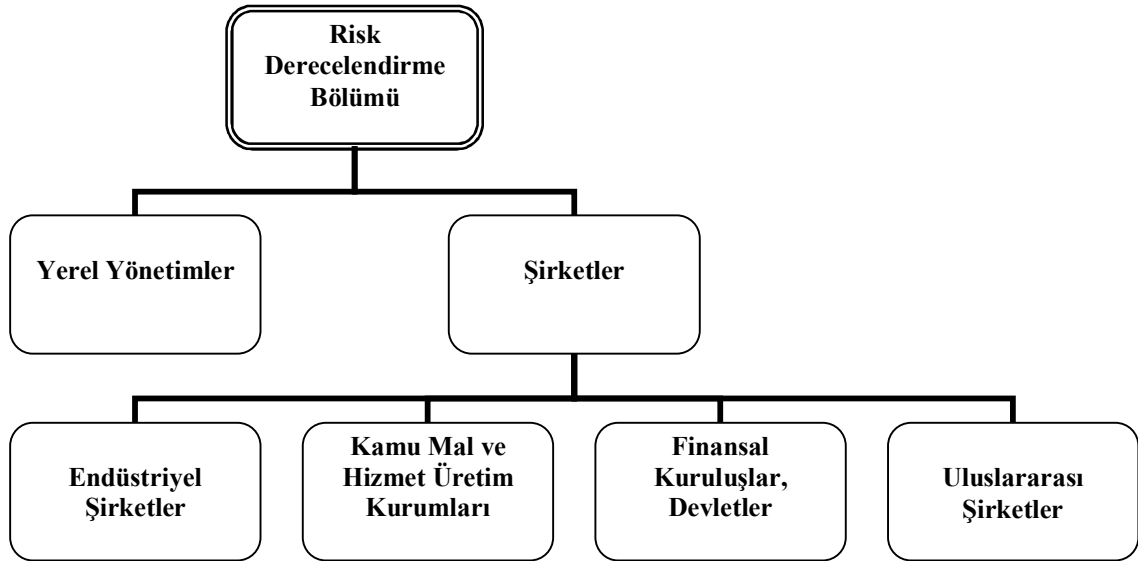 Risk
Derecelendirme
Bölümü
Yerel Yönetimler
Şirketler
Endüstriyel
Şirketler
Kamu Mal ve
Hizmet Üretim
Kurumları
Finansal
Kuruluşlar,
Devletler
Uluslararası
Şirketler